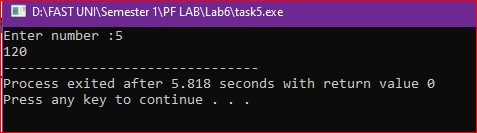 D:\FAST UNI\Semester 1\PF LAB\Lab6\task5.exe
Enter number :5
120
--------------------------------
Process exited after 5.818 seconds with return value 0
Press any key to continue . . .